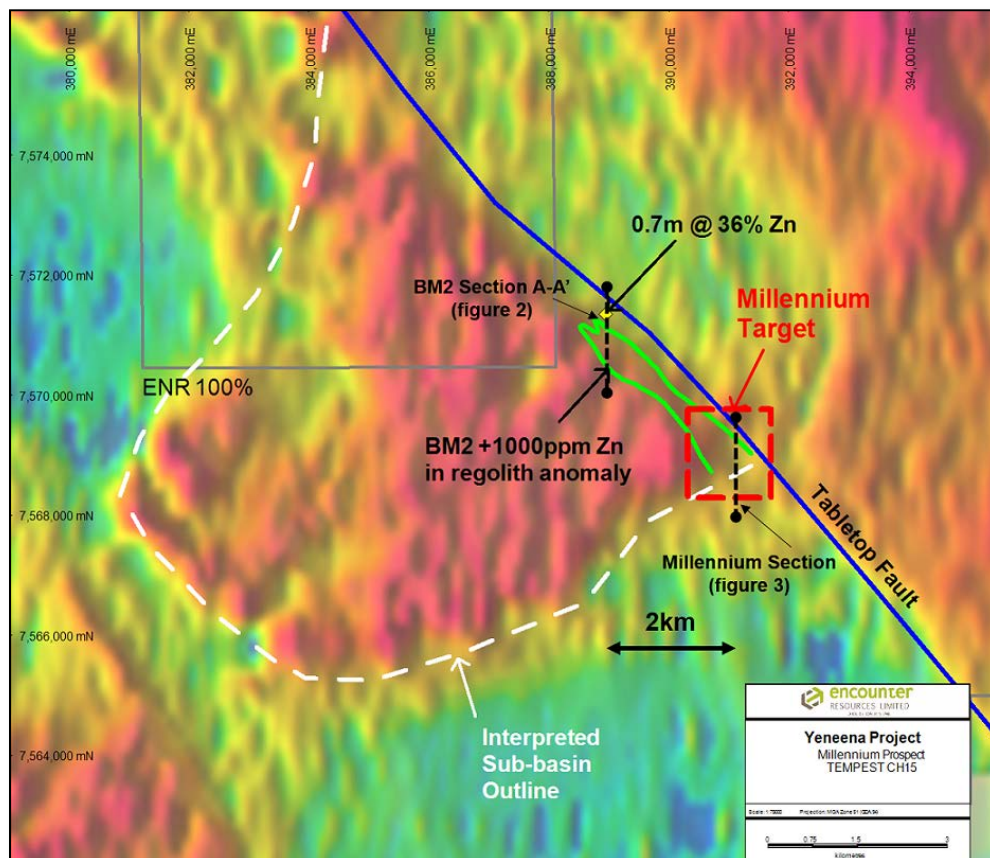 380,000 mE
382,000 mE
384,000 mE
386,000 mE
388,000 mE
390,000 mE
392,000 mE
394,000 mE
7,574,000 mN
7,572,000 mN
7,570,000 mN
7,568,000 mN
7,566,000 mN
7,564,000 mN
0.7m @ 36% Zn
BM2 Section A-A'
(figure 2)
Millennium
Target
ENR 100%
BM2 +1000ppm Zn
in regolith anomaly
Tabletop Fault
Millennium Section
(figure 3)
2km
Interpreted
Sub-basin
Outline
encounter
RESOURCES LIMITED
Yeneena Project
Millennium Prospect
TEMPEST CH15
0 0.75 1.5 3
kilometres